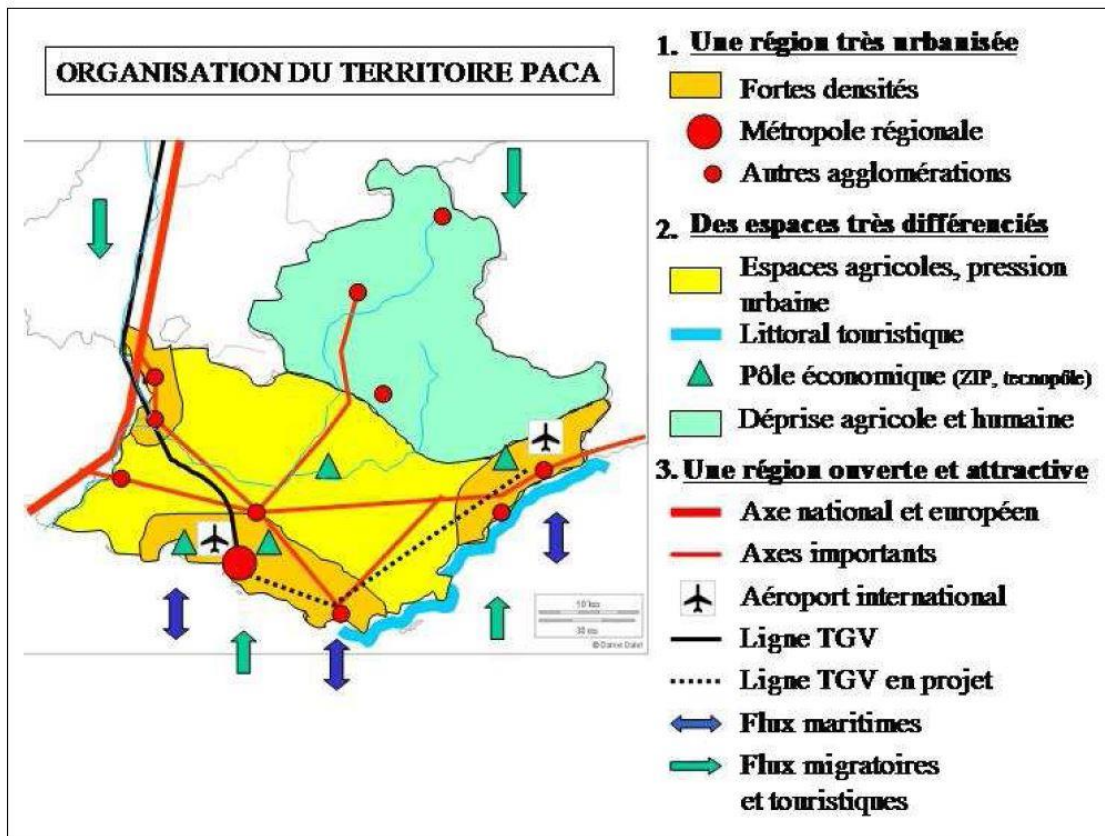 ORGANISATION DU TERRITOIRE PACA
1. Une région très urbanisée
Fortes densités
Métropole régionale
Autres agglomérations
2. Des espaces très différenciés
Espaces agricoles, pression
urbaine
Littoral touristique
Pôle économique (ZIP, tecnopôle)
Déprise agricole et humaine
3. Une région ouverte et attractive
Axe national et européen
Axes importants
Aéroport international
Ligne TGV
Ligne TGV en projet
Flux maritimes
Flux migratoires
et touristiques
© Daniel Dalet